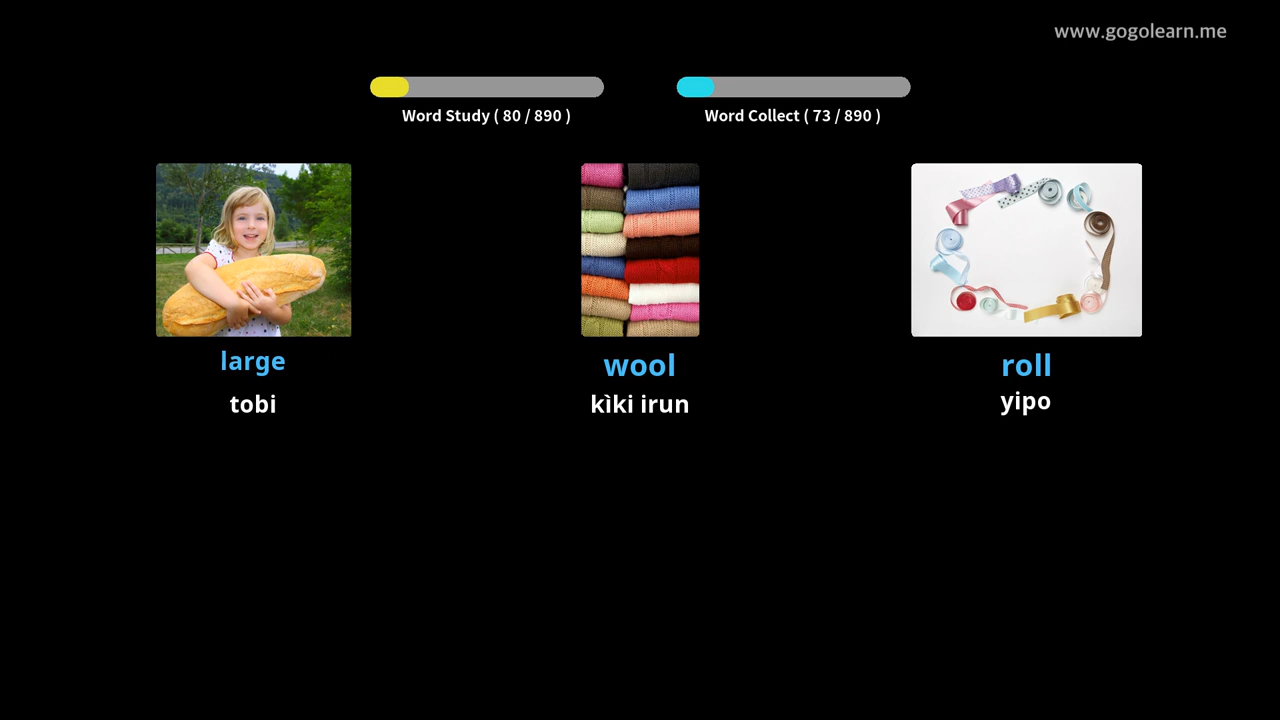 www.gogolearn.me
Word Study ( 80 / 890 )
Word Collect ( 73 / 890 )
large
tobi
wool
kìki irun
roll
yipo